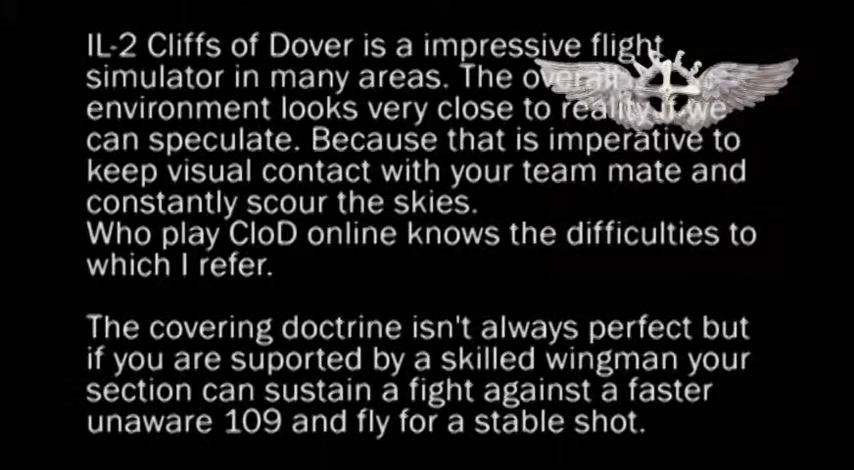 IL-2 Cliffs of Dover is a impressive flight
simulator in many areas. The overall
environment looks very close to reality we
can speculate. Because that is imperative to
keep visual contact with your team mate and
constantly scour the skies.
Who play CloD online knows the difficulties to
which I refer.
The covering doctrine isn't always perfect but
if you are suported by a skilled wingman your
section can sustain a fight against a faster
unaware 109 and fly for a stable shot.